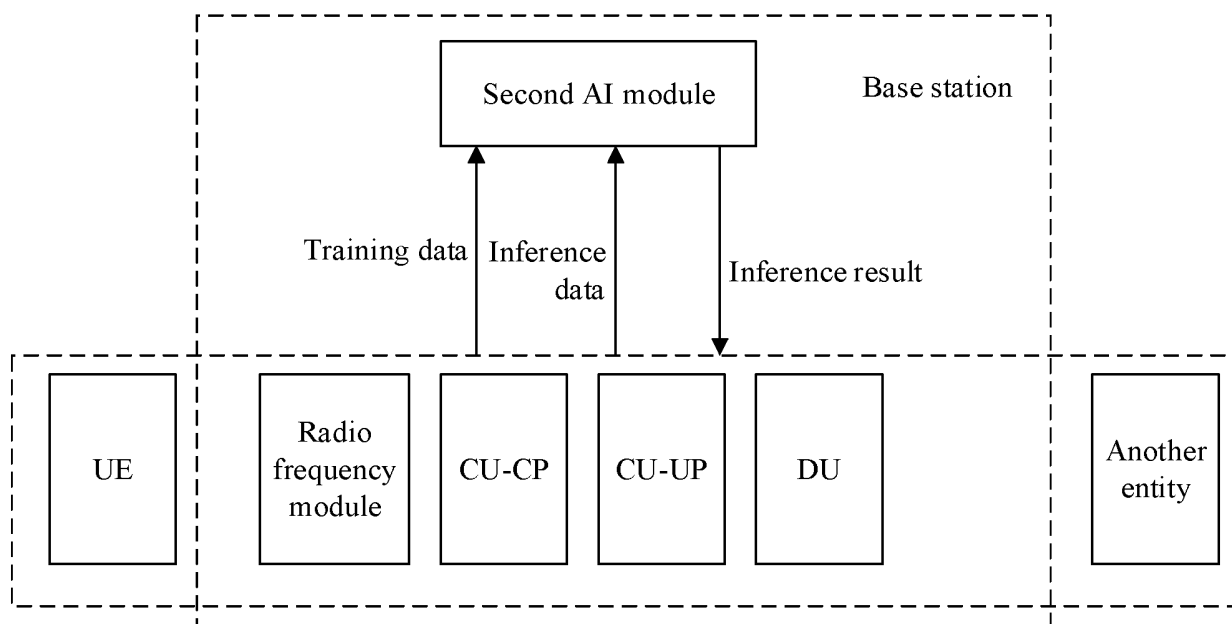 Second AI module
Base station
Training data
Inference
data
Inference result
UE
Radio
frequency
module
CU-CP
CU-UP
DU
Another
entity